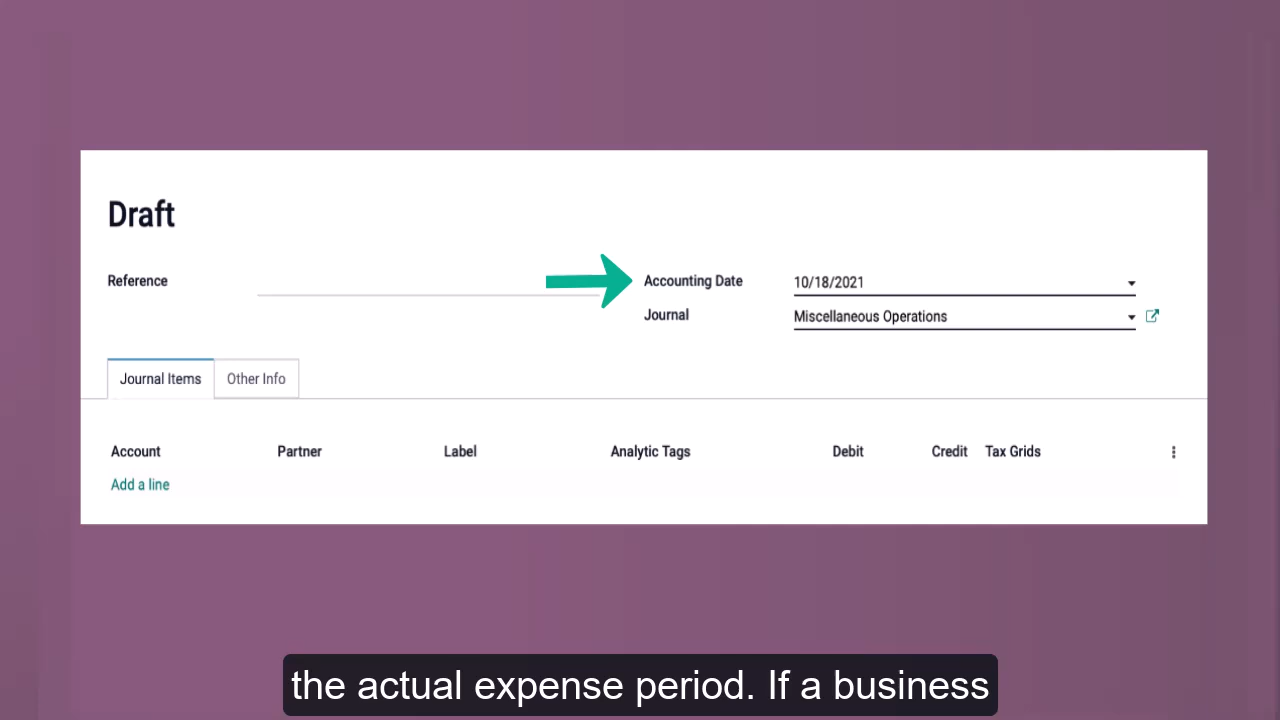 Draft
Reference
Accounting Date 10/18/2021
Journal Miscellaneous Operations
Journal Items Other Info
Account Partner Label Analytic Tags Debit Credit Tax Grids
Add a line
the actual expense period. If a business